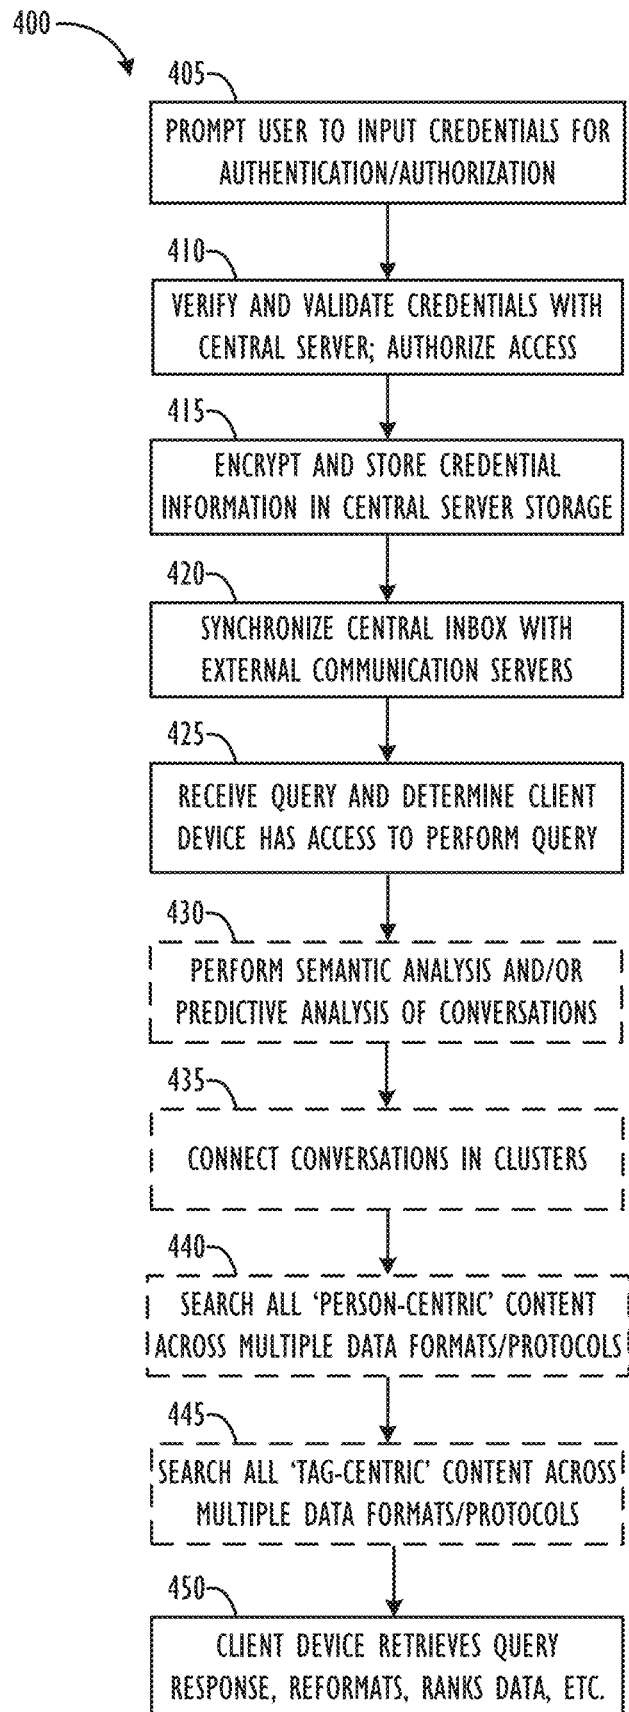 400
405
PROMPT USER TO INPUT CREDENTIALS FOR
AUTHENTICATION/AUTHORIZATION
410
VERIFY AND VALIDATE CREDENTIALS WITH
CENTRAL SERVER; AUTHORIZE ACCESS
415
ENCRYPT AND STORE CREDENTIAL
INFORMATION IN CENTRAL SERVER STORAGE
420
SYNCHRONIZE CENTRAL INBOX WITH
EXTERNAL COMMUNICATION SERVERS
425
RECEIVE QUERY AND DETERMINE CLIENT
DEVICE HAS ACCESS TO PERFORM QUERY
430
PERFORM SEMANTIC ANALYSIS AND/OR
PREDICTIVE ANALYSIS OF CONVERSATIONS
435
CONNECT CONVERSATIONS IN CLUSTERS
440
SEARCH ALL ‘PERSON-CENTRIC’ CONTENT
ACROSS MULTIPLE DATA FORMATS/PROTOCOLS
445
SEARCH ALL ‘TAG-CENTRIC’ CONTENT ACROSS
MULTIPLE DATA FORMATS/PROTOCOLS
450
CLIENT DEVICE RETRIEVES QUERY
RESPONSE, REFORMATS, RANKS DATA, ETC.